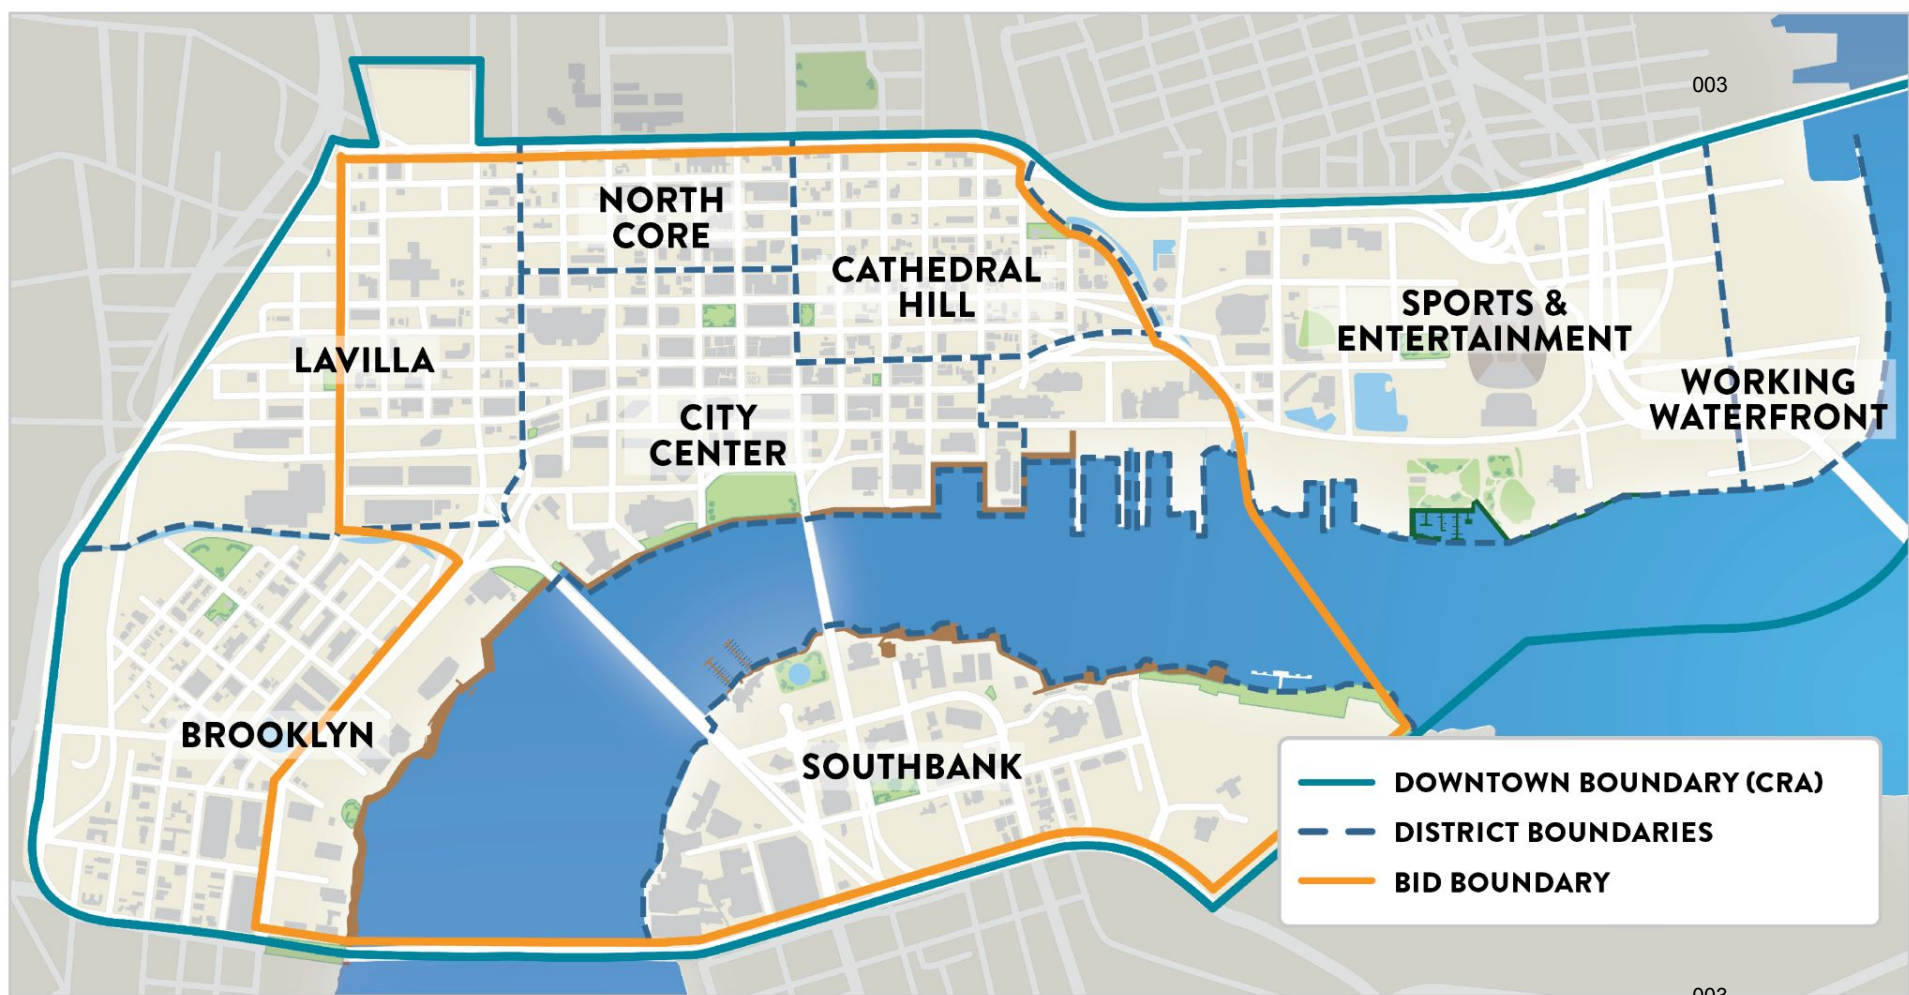 003
NORTH
CORE
CATHEDRAL
HILL
SPORTS &
ENTERTAINMENT
LAVILLA
WORKING
WATERFRONT
CITY
CENTER
BROOKLYN
SOUTHBANK
DOWNTOWN BOUNDARY (CRA)
DISTRICT BOUNDARIES
BID BOUNDARY
003